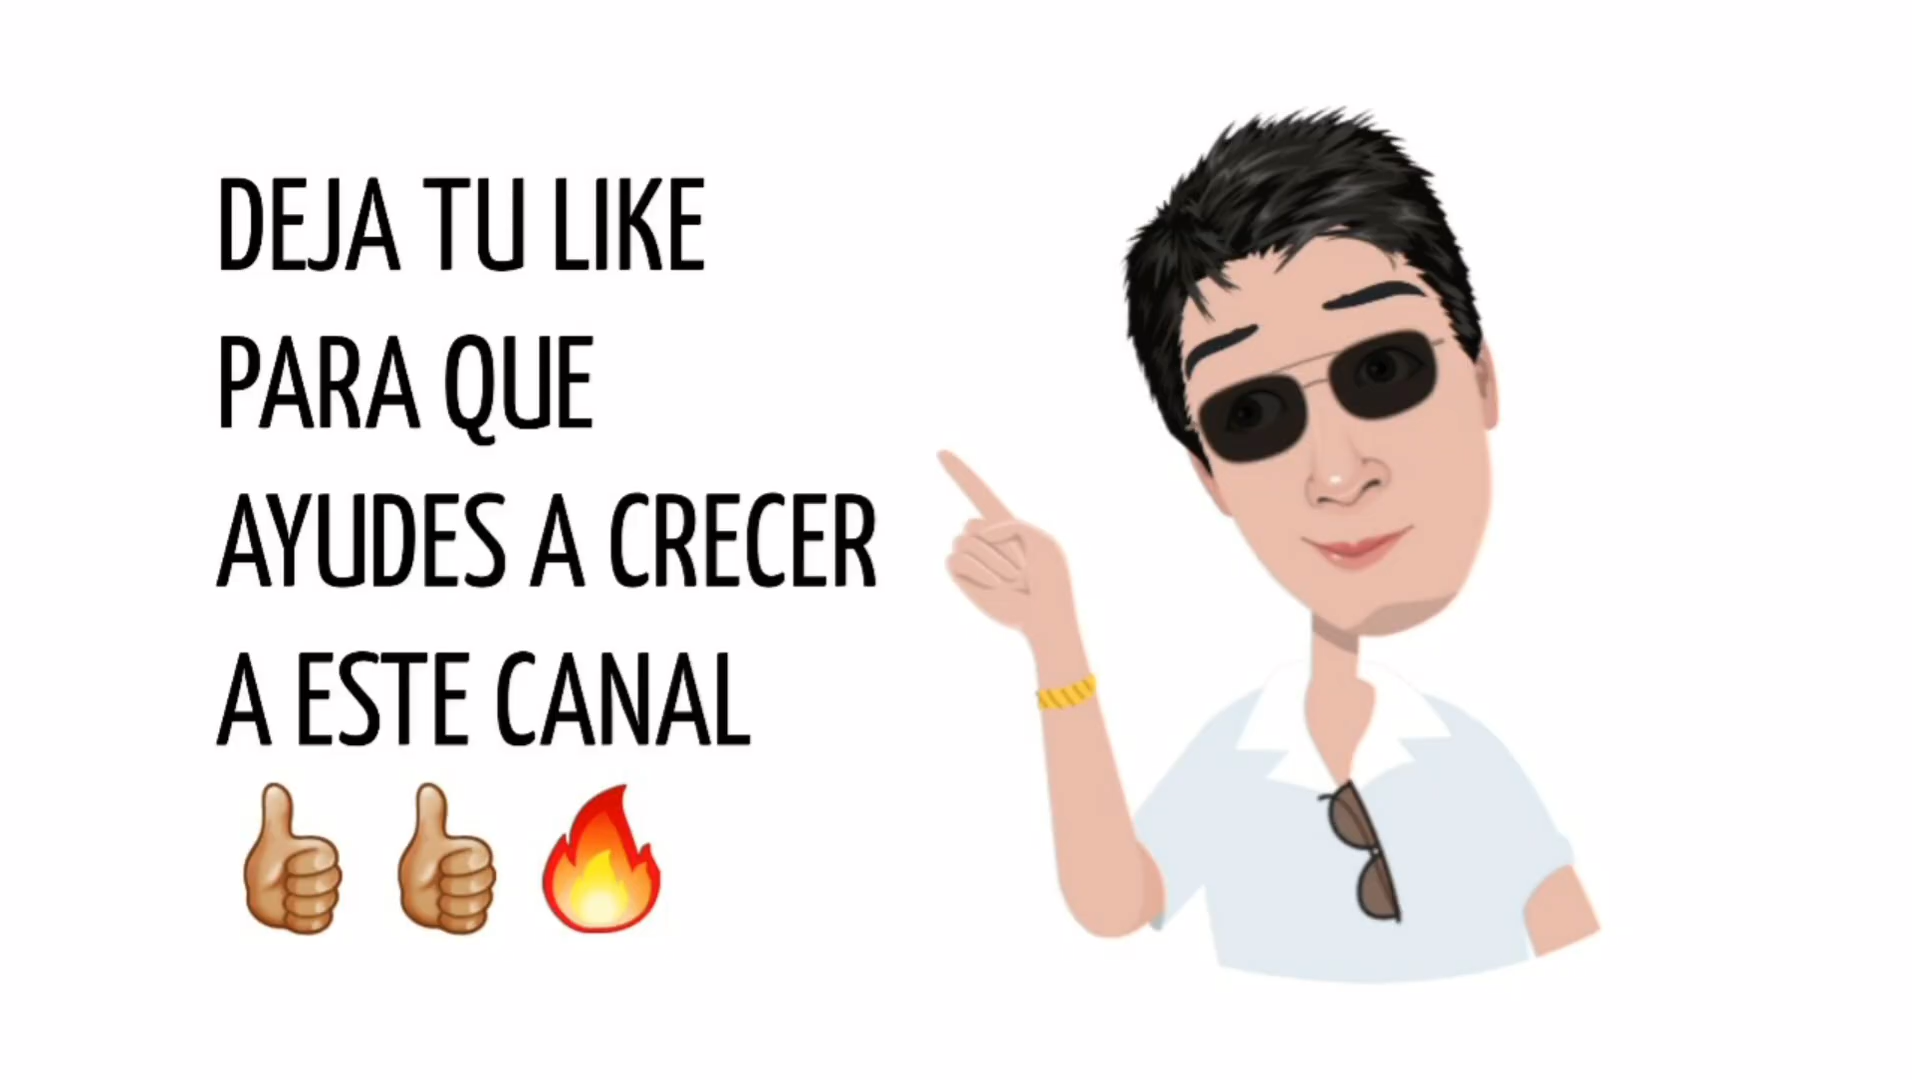 DEJA TU LIKE
PARA QUE
AYUDES A CRECER
A ESTE CANAL
👍🏼 👍🏼 🔥